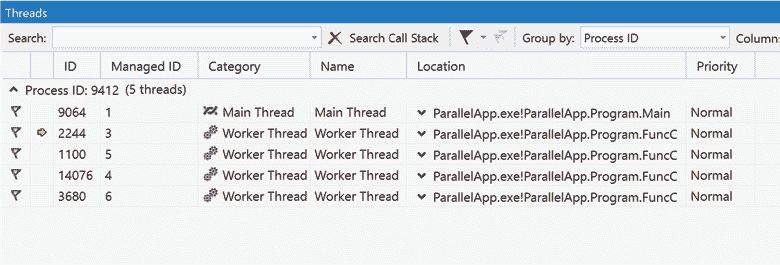 Threads
Search: Search Call Stack Group by: Process ID Column
ID Managed ID Category Name Location Priority
Process ID: 9412 (5 threads)
9064 1 Main Thread Main Thread ParallelApp.exe!ParallelApp.Program.Main Normal
2244 3 Worker Thread Worker Thread ParallelApp.exe!ParallelApp.Program.FuncC Normal
1100 5 Worker Thread Worker Thread ParallelApp.exe!ParallelApp.Program.FuncC Normal
14076 4 Worker Thread Worker Thread ParallelApp.exe!ParallelApp.Program.FuncC Normal
3680 6 Worker Thread Worker Thread ParallelApp.exe!ParallelApp.Program.FuncC Normal